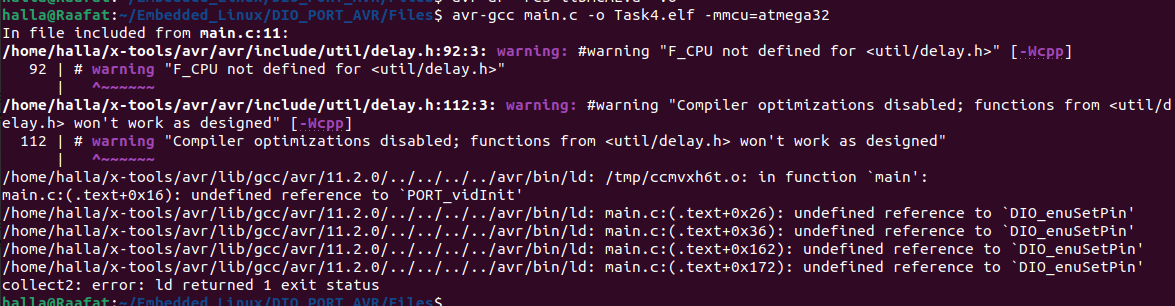 halla@Raafat:~/Embedded_Linux/DIO_PORT_AVR/Files$ avr-gcc main.c -o Task4.elf -mmcu=atmega32
In file included from main.c:11:
/home/halla/x-tools/avr/avr/include/util/delay.h:92:3: warning: #warning "F_CPU not defined for <util/delay.h>" [-Wcpp]
92 | # warning "F_CPU not defined for <util/delay.h>"
| ^~~~~~~
/home/halla/x-tools/avr/avr/include/util/delay.h:112:3: warning: #warning "Compiler optimizations disabled; functions from <util/d
elay.h> won't work as designed" [-Wcpp]
112 | # warning "Compiler optimizations disabled; functions from <util/delay.h> won't work as designed"
| ^~~~~~~
/home/halla/x-tools/avr/lib/gcc/avr/11.2.0/../../../../avr/bin/ld: /tmp/ccmvxh6t.o: in function `main':
main.c:(.text+0x16): undefined reference to `PORT_vidInit'
/home/halla/x-tools/avr/lib/gcc/avr/11.2.0/../../../../avr/bin/ld: main.c:(.text+0x26): undefined reference to `DIO_enuSetPin'
/home/halla/x-tools/avr/lib/gcc/avr/11.2.0/../../../../avr/bin/ld: main.c:(.text+0x36): undefined reference to `DIO_enuSetPin'
/home/halla/x-tools/avr/lib/gcc/avr/11.2.0/../../../../avr/bin/ld: main.c:(.text+0x162): undefined reference to `DIO_enuSetPin'
/home/halla/x-tools/avr/lib/gcc/avr/11.2.0/../../../../avr/bin/ld: main.c:(.text+0x172): undefined reference to `DIO_enuSetPin'
collect2: error: ld returned 1 exit status
halla@Raafat:~/Embedded_Linux/DIO_PORT_AVR/Files$